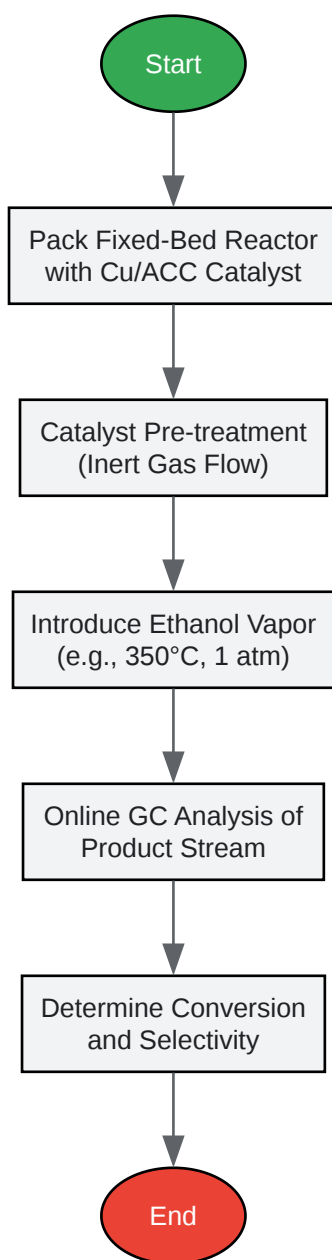 Start
Pack Fixed-Bed Reactor
with Cu/ACC Catalyst
Catalyst Pre-treatment
(Inert Gas Flow)
Introduce Ethanol Vapor
(e.g., 350°C, 1 atm)
Online GC Analysis of
Product Stream
Determine Conversion
and Selectivity
End